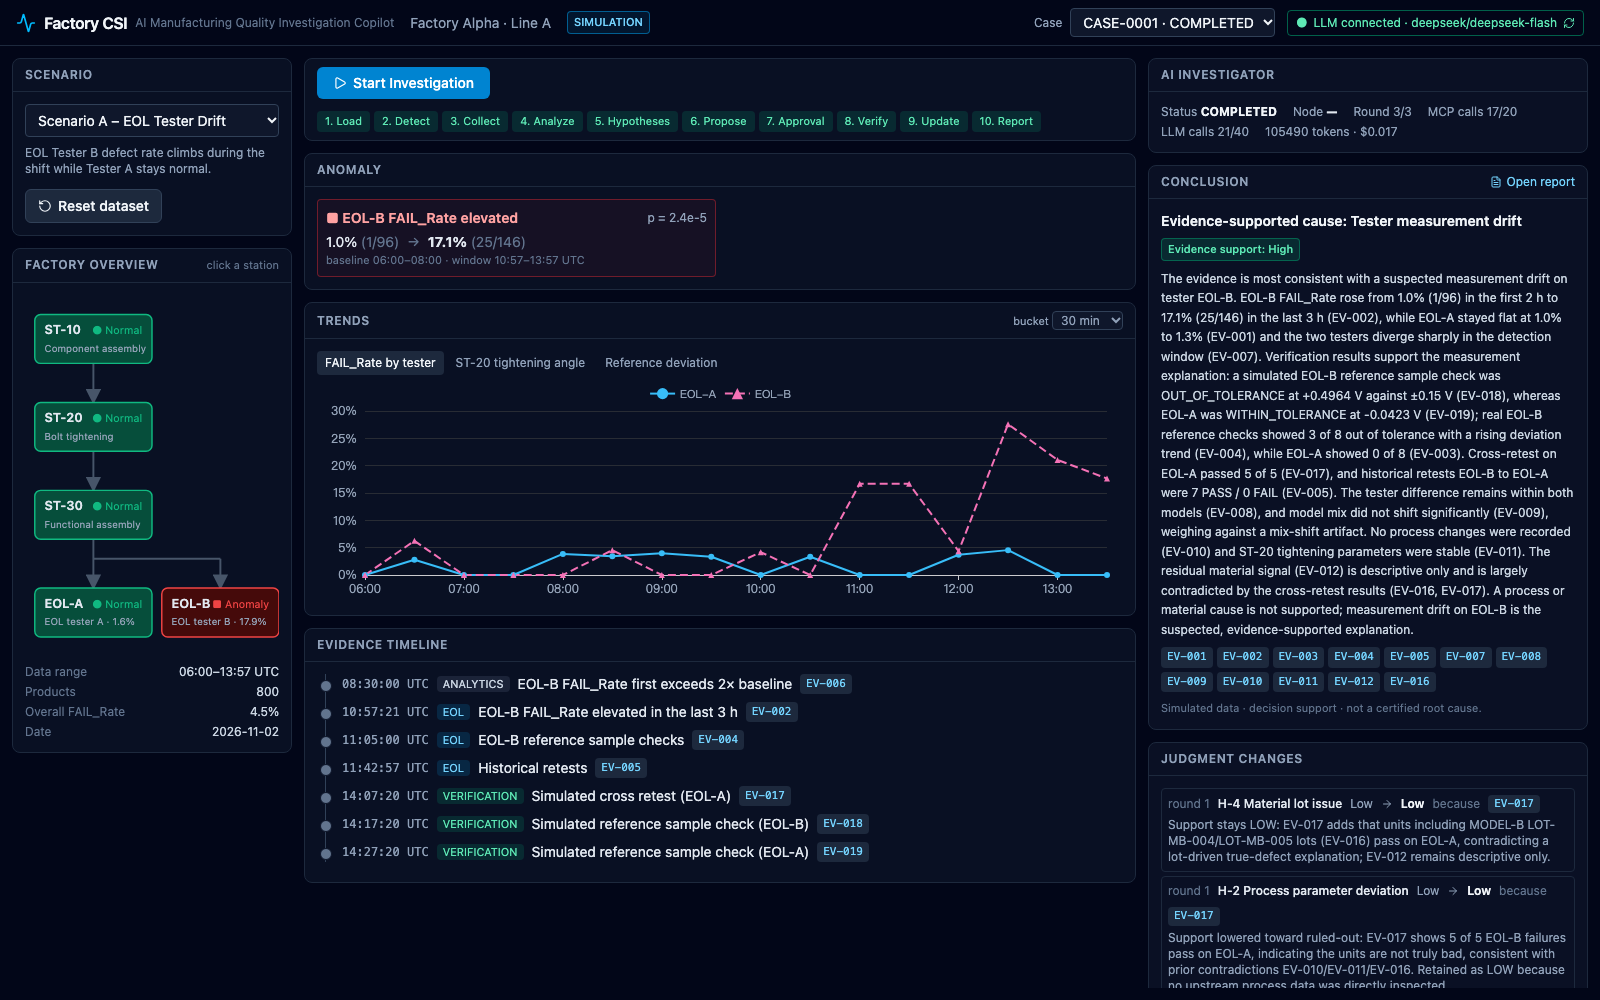 Factory CSI AI Manufacturing Quality Investigation Copilot Factory Alpha · Line A SIMULATION Case CASE-0001 · COMPLETED LLM connected · deepseek/deepseek-flash
SCENARIO
Scenario A – EOL Tester Drift
EOL Tester B defect rate climbs during the
shift while Tester A stays normal.
Reset dataset
FACTORY OVERVIEW click a station
ST-10 Normal
Component assembly
ST-20 Normal
Bolt tightening
ST-30 Normal
Functional assembly
EOL-A Normal
EOL tester A · 1.6%
EOL-B Anomaly
EOL tester B · 17.9%
Data range 06:00–13:57 UTC
Products 800
Overall FAIL_Rate 4.5%
Date 2026-11-02
Start Investigation
1. Load 2. Detect 3. Collect 4. Analyze 5. Hypotheses 6. Propose 7. Approval 8. Verify 9. Update 10. Report
ANOMALY
EOL-B FAIL_Rate elevated p = 2.4e-5
1.0% (1/96) → 17.1% (25/146)
baseline 06:00–08:00 · window 10:57–13:57 UTC
TRENDS bucket 30 min
FAIL_Rate by tester ST-20 tightening angle Reference deviation
EOL-A EOL-B
30%
25%
20%
15%
10%
5%
0%
06:00 07:00 08:00 09:00 10:00 11:00 12:00 13:00
EVIDENCE TIMELINE
08:30:00 UTC ANALYTICS EOL-B FAIL_Rate first exceeds 2× baseline EV-006
10:57:21 UTC EOL EOL-B FAIL_Rate elevated in the last 3 h EV-002
11:05:00 UTC EOL EOL-B reference sample checks EV-004
11:42:57 UTC EOL Historical retests EV-005
14:07:20 UTC VERIFICATION Simulated cross retest (EOL-A) EV-017
14:17:20 UTC VERIFICATION Simulated reference sample check (EOL-B) EV-018
14:27:20 UTC VERIFICATION Simulated reference sample check (EOL-A) EV-019
AI INVESTIGATOR
Status COMPLETED Node — Round 3/3 MCP calls 17/20
LLM calls 21/40 105490 tokens · $0.017
CONCLUSION Open report
Evidence-supported cause: Tester measurement drift
Evidence support: High
The evidence is most consistent with a suspected measurement drift on
tester EOL-B. EOL-B FAIL_Rate rose from 1.0% (1/96) in the first 2 h to
17.1% (25/146) in the last 3 h (EV-002), while EOL-A stayed flat at 1.0%
to 1.3% (EV-001) and the two testers diverge sharply in the detection
window (EV-007). Verification results support the measurement
explanation: a simulated EOL-B reference sample check was
OUT_OF_TOLERANCE at +0.4964 V against ±0.15 V (EV-018), whereas
EOL-A was WITHIN_TOLERANCE at -0.0423 V (EV-019); real EOL-B
reference checks showed 3 of 8 out of tolerance with a rising deviation
trend (EV-004), while EOL-A showed 0 of 8 (EV-003). Cross-retest on
EOL-A passed 5 of 5 (EV-017), and historical retests EOL-B to EOL-A
were 7 PASS / 0 FAIL (EV-005). The tester difference remains within both
models (EV-008), and model mix did not shift significantly (EV-009),
weighing against a mix-shift artifact. No process changes were recorded
(EV-010) and ST-20 tightening parameters were stable (EV-011). The
residual material signal (EV-012) is descriptive only and is largely
contradicted by the cross-retest results (EV-016, EV-017). A process or
material cause is not supported; measurement drift on EOL-B is the
suspected, evidence-supported explanation.
EV-001 EV-002 EV-003 EV-004 EV-005 EV-007 EV-008
EV-009 EV-010 EV-011 EV-012 EV-016
Simulated data · decision support · not a certified root cause.
JUDGMENT CHANGES
round 1 H-4 Material lot issue Low → Low because EV-017
Support stays LOW: EV-017 adds that units including MODEL-B LOT-
MB-004/LOT-MB-005 lots (EV-016) pass on EOL-A, contradicting a
lot-driven true-defect explanation; EV-012 remains descriptive only.
round 1 H-2 Process parameter deviation Low → Low because
EV-017
Support lowered toward ruled-out: EV-017 shows 5 of 5 EOL-B failures
pass on EOL-A, indicating the units are not truly bad, consistent with
prior contradictions EV-010/EV-011/EV-016. Retained as LOW because
no upstream process data was directly inspected.